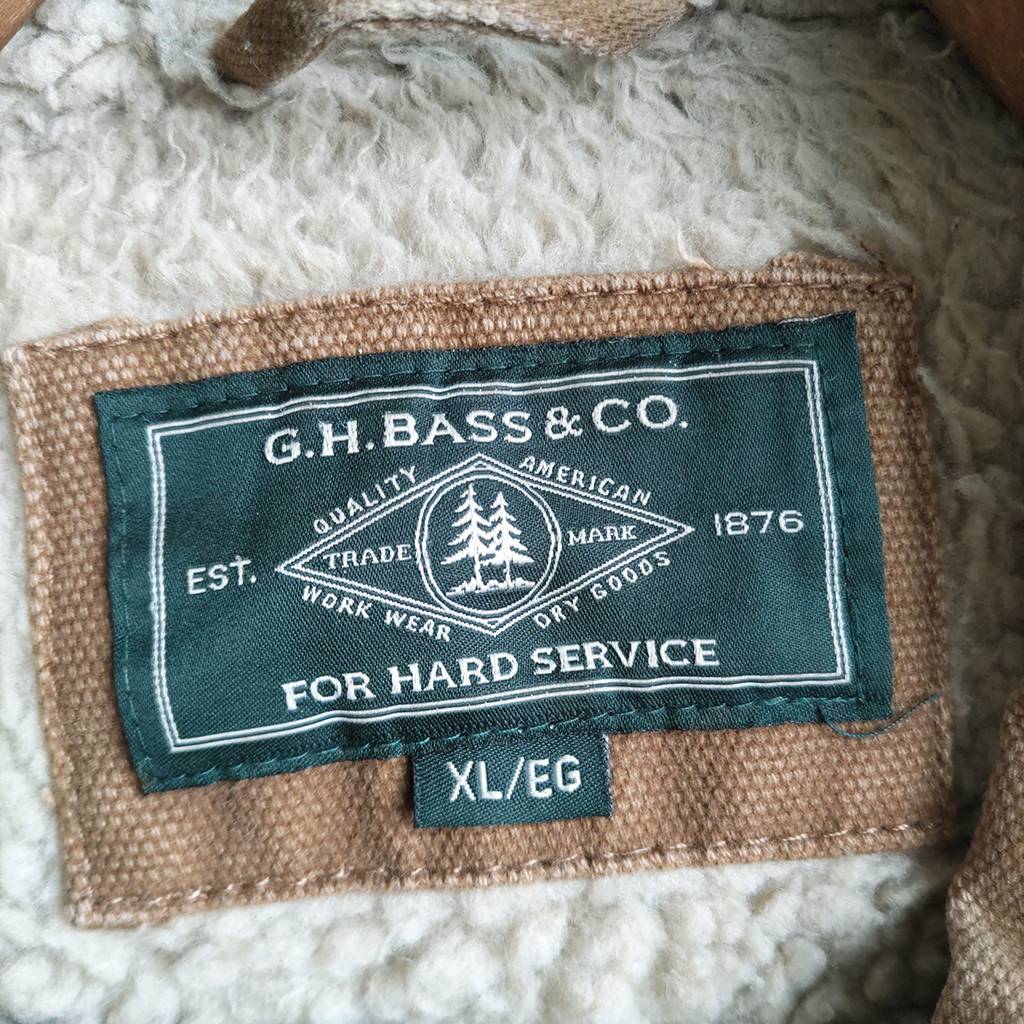 G.H. BASS & CO.
QUALITY AMERICAN
EST. TRADE MARK 1876
WORK WEAR DRY GOODS
FOR HARD SERVICE
XL/EG